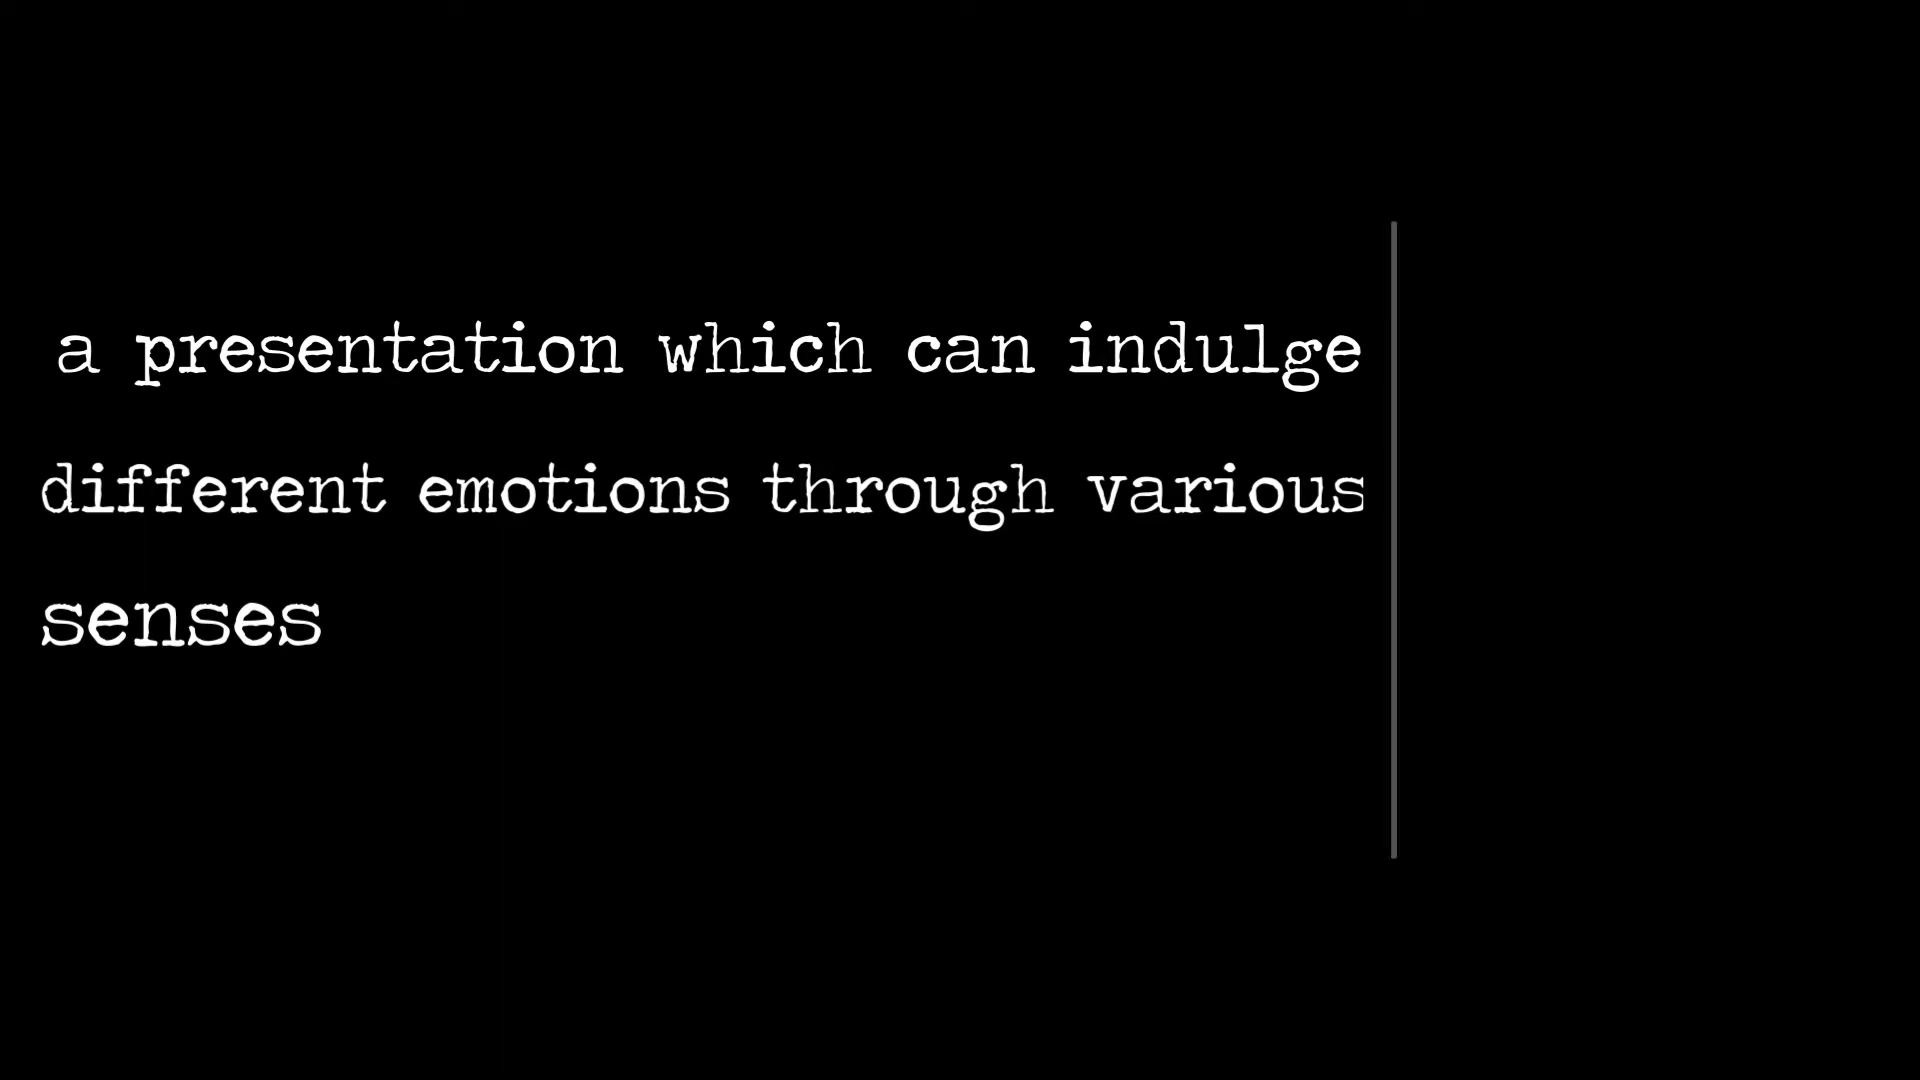 a presentation which can indulge
different emotions through various
senses